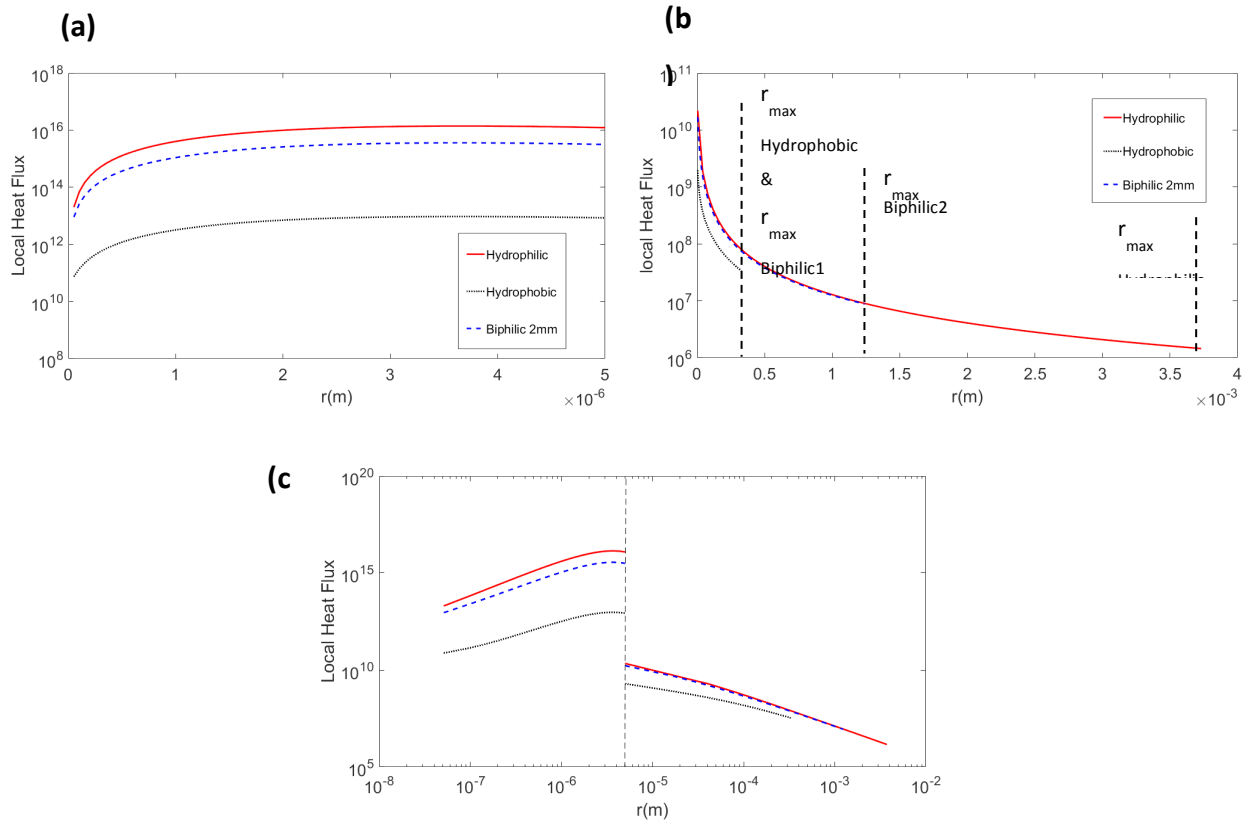 (a)
10^18
10^16
10^14
10^12
10^10
10^8
Local Heat Flux
Hydrophilic
Hydrophobic
Biphilic 2mm
0
1
2
3
4
5
r(m)
×10^-6
(b
)
10^11
10^10
10^9
10^8
10^7
10^6
local Heat Flux
r max
Hydrophobic
&
r max
Biphilic1
r max
Biphilic2
r max
Hydrophilic
Hydrophobic
Biphilic 2mm
0
0.5
1
1.5
2
2.5
3
3.5
4
r(m)
×10^-3
(c
10^20
10^15
10^10
10^5
Local Heat Flux
10^-8
10^-7
10^-6
10^-5
10^-4
10^-3
10^-2
r(m)